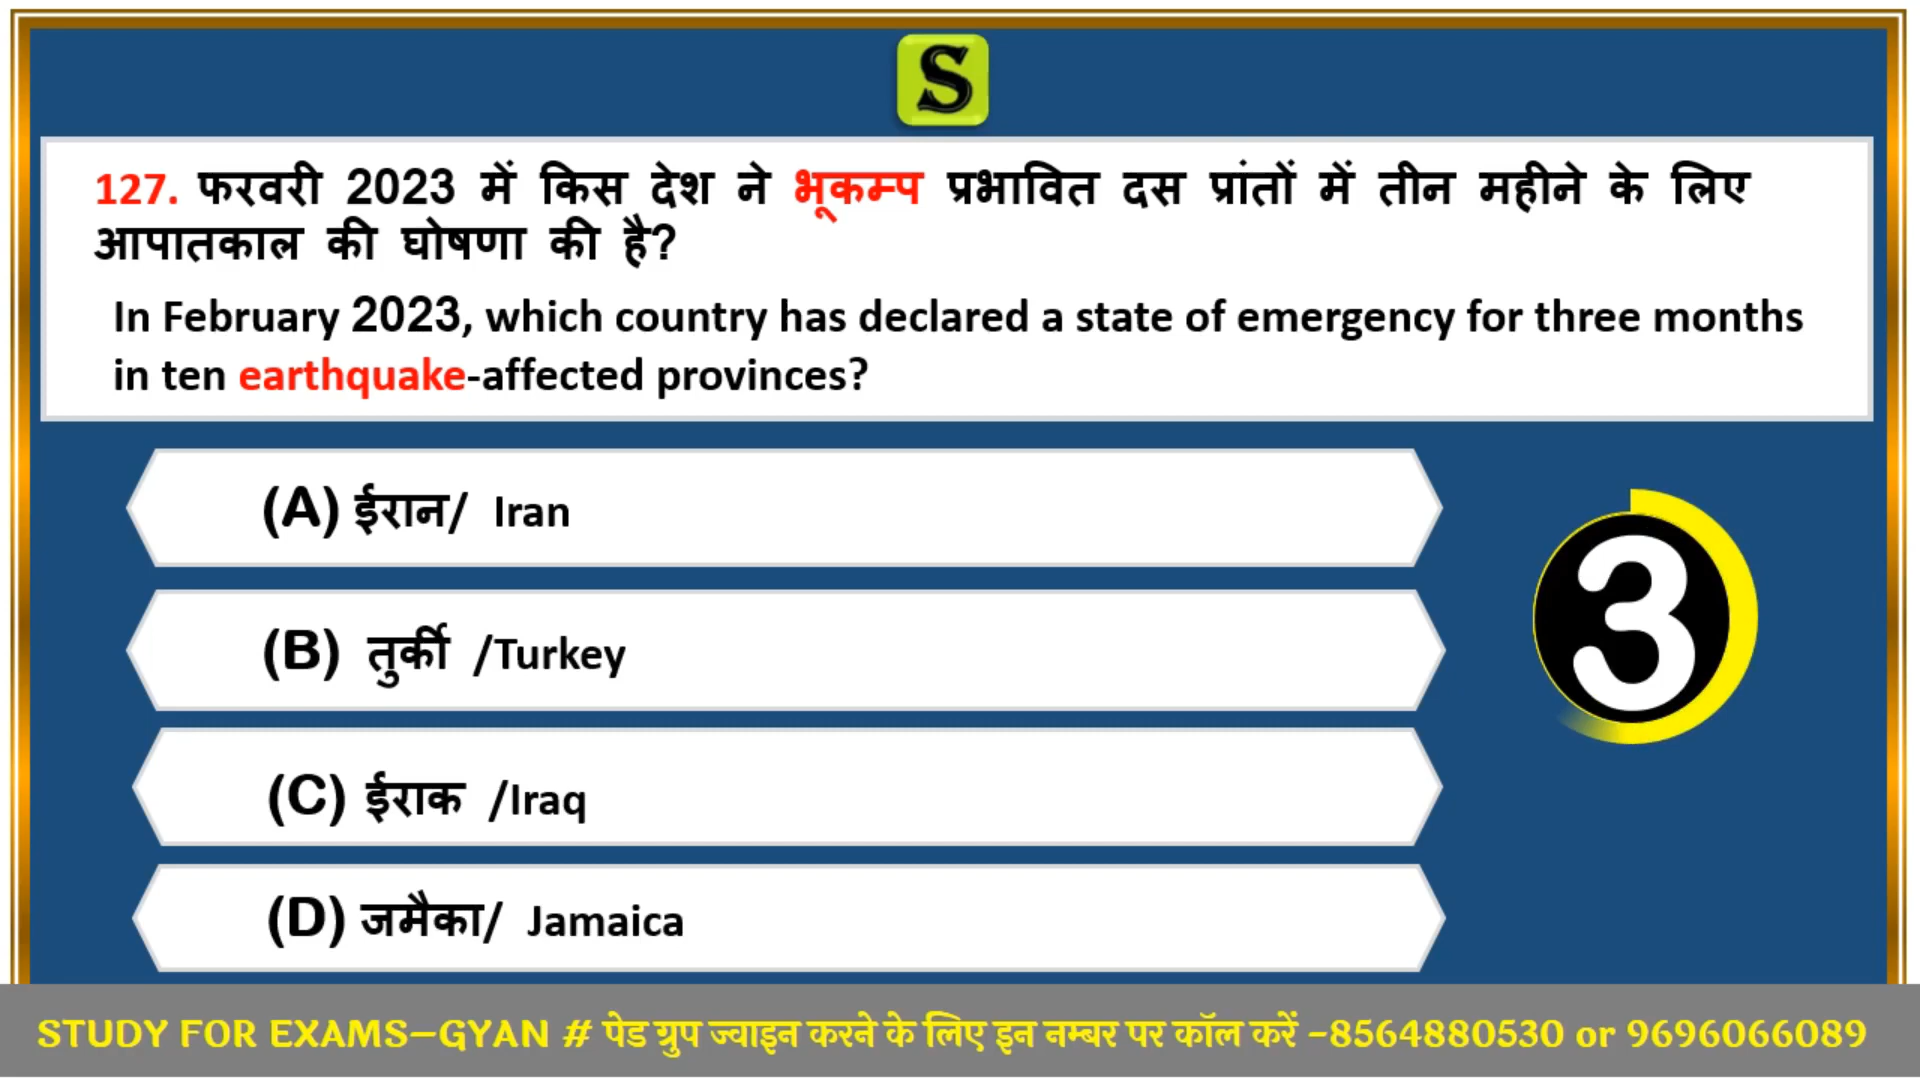 S
127. फरवरी 2023 में किस देश ने भूकम्प प्रभावित दस प्रांतों में तीन महीने के लिए
आपातकाल की घोषणा की है?
In February 2023, which country has declared a state of emergency for three months
in ten earthquake-affected provinces?
(A) ईरान/ Iran
(B) तुर्की /Turkey
3
(C) ईराक /Iraq
(D) जमैका/ Jamaica
STUDY FOR EXAMS–GYAN # पेड ग्रुप ज्वाइन करने के लिए इन नम्बर पर कॉल करें -8564880530 or 9696066089